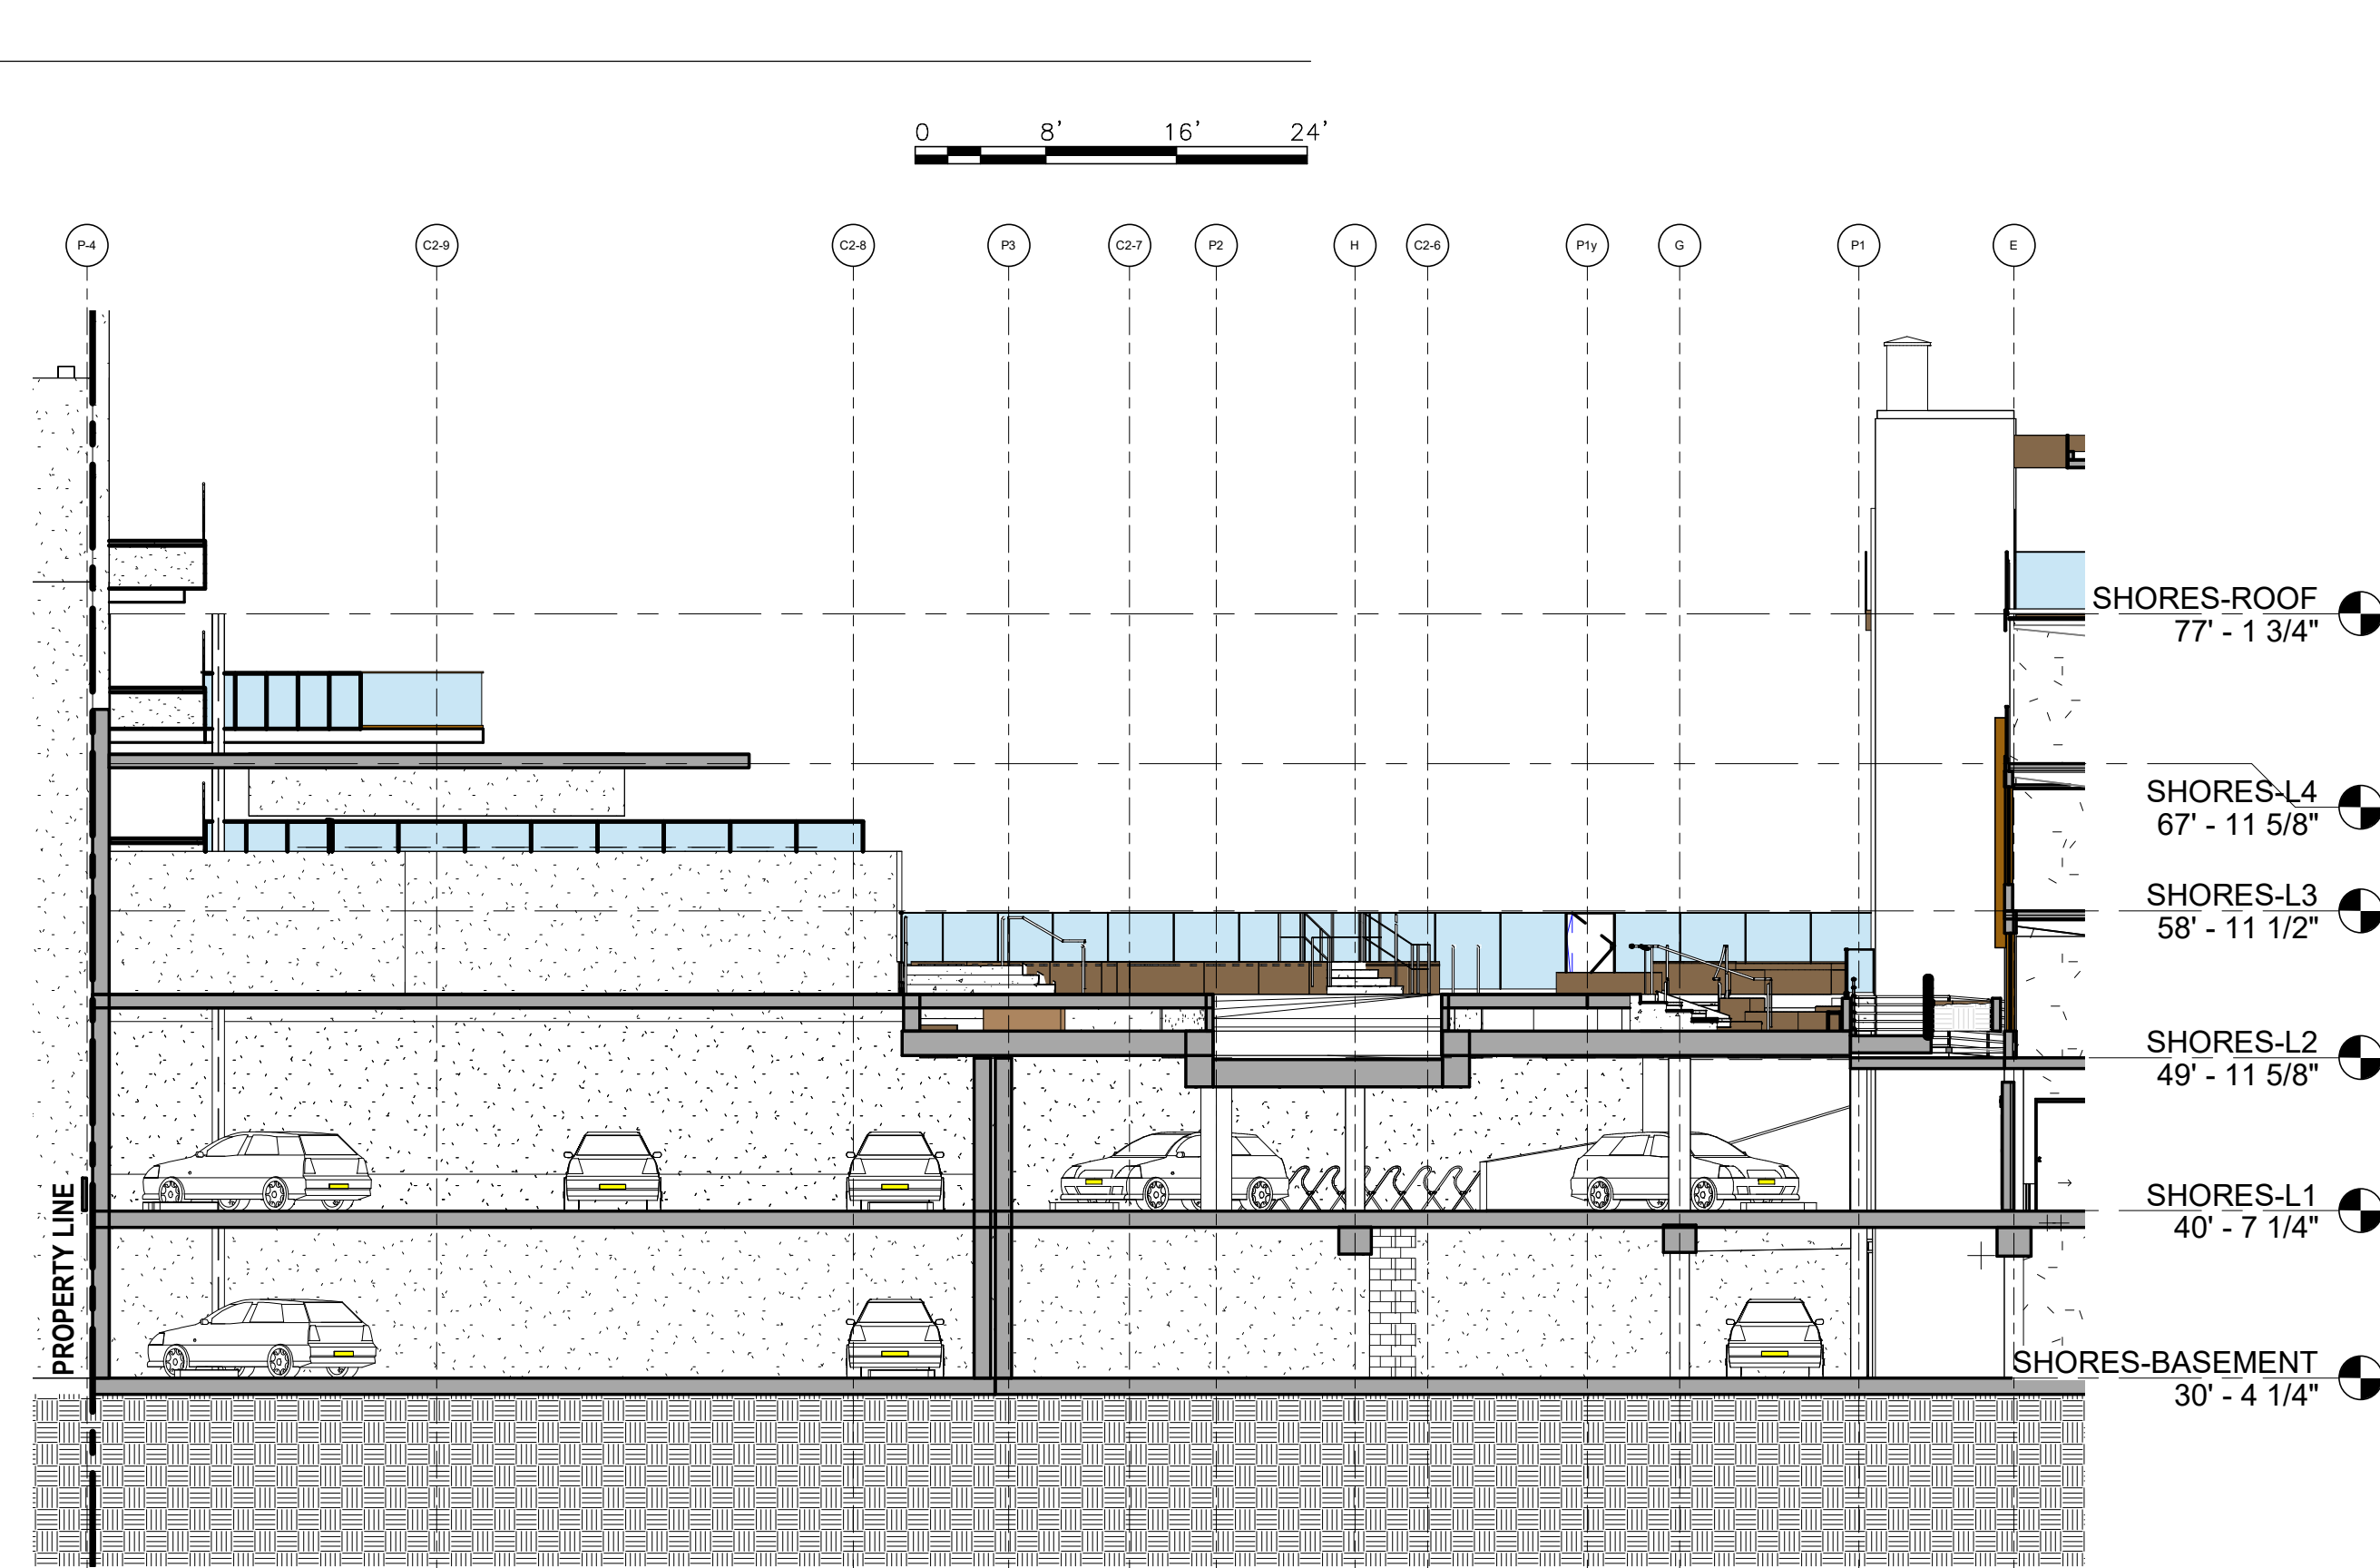 0 8' 16' 24'
P-4 C2-9 C2-8 P3 C2-7 P2 H C2-6 P1y G P1 E
SHORES-ROOF
77' - 1 3/4"
SHORES-L4
67' - 11 5/8"
SHORES-L3
58' - 11 1/2"
SHORES-L2
49' - 11 5/8"
SHORES-L1
40' - 7 1/4"
SHORES-BASEMENT
30' - 4 1/4"
PROPERTY LINE